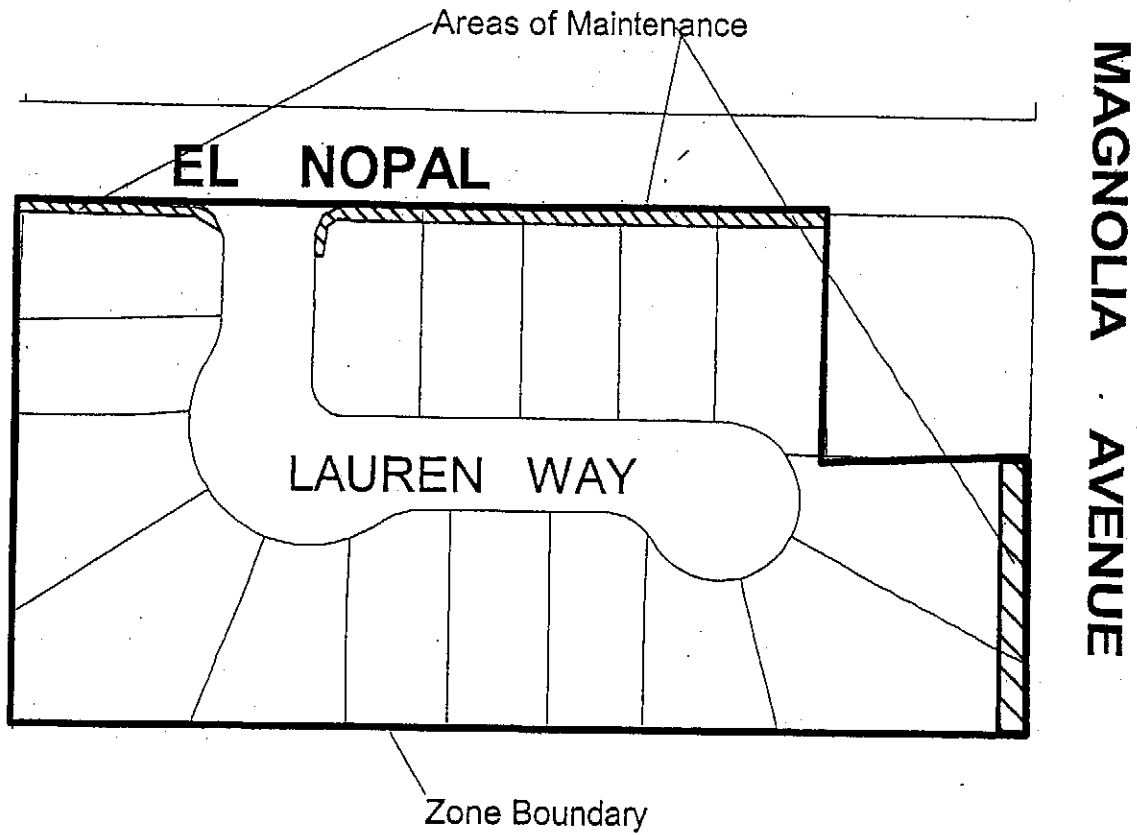 Areas of Maintenance
EL NOPAL
MAGNOLIA AVENUE
LAUREN WAY
Zone Boundary